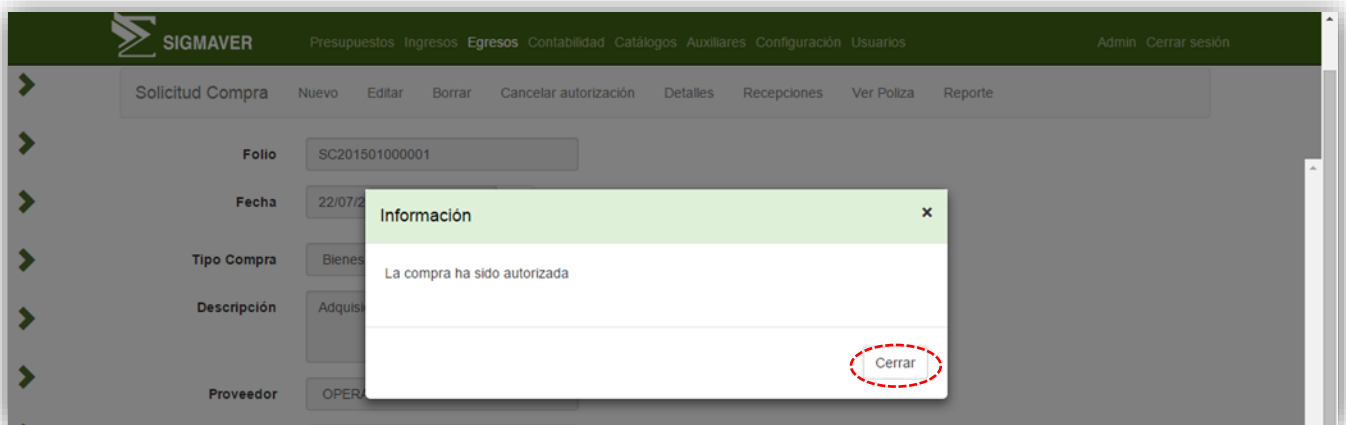 SIGMAVER Presupuestos Ingresos Egresos Contabilidad Catálogos Auxiliares Configuración Usuarios Admin Cerrar sesión
Solicitud Compra Nuevo Editar Borrar Cancelar autorización Detalles Recepciones Ver Poliza Reporte
Folio SC201501000001
Fecha 22/07/2
Información ×
Tipo Compra Bienes
La compra ha sido autorizada
Descripción Adquisi
Cerrar
Proveedor OPERA